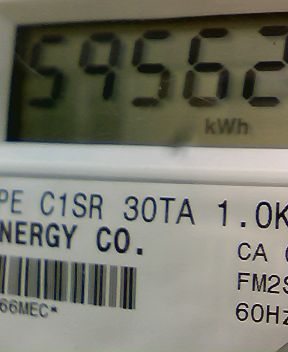 59562
kWh
PE C1SR 30TA 1.0K
NERGY CO.
CA
FM2S
66MEC*
60Hz